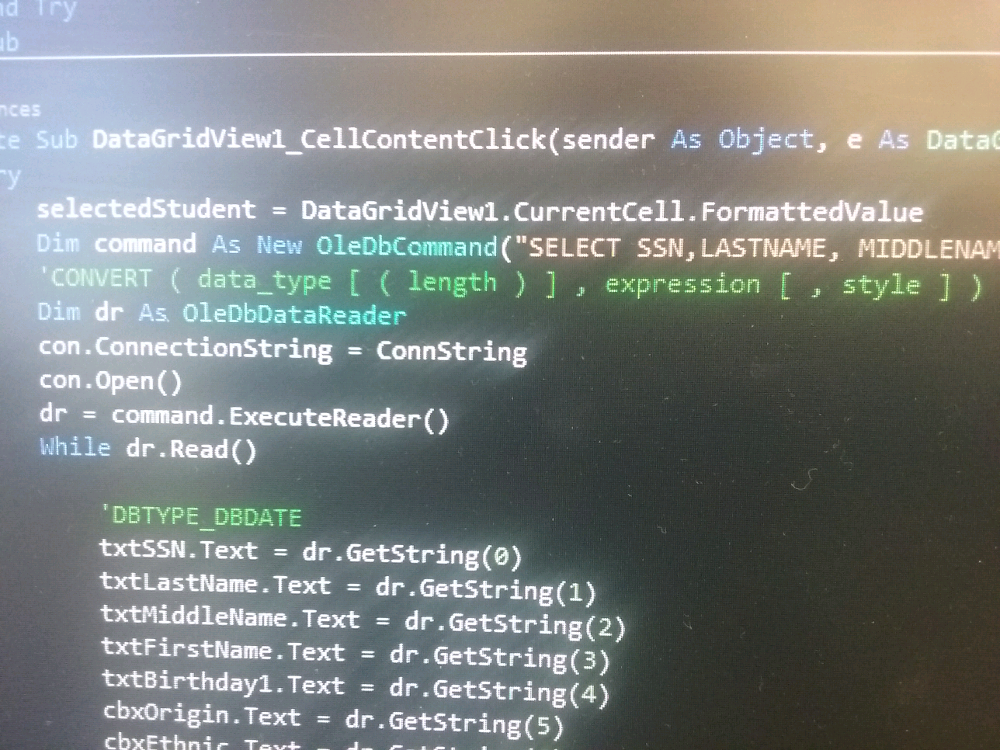 nd Try
ub
nces
te Sub DataGridView1_CellContentClick(sender As Object, e As DataG
ry
selectedStudent = DataGridView1.CurrentCell.FormattedValue
Dim command As New OleDbCommand("SELECT SSN,LASTNAME, MIDDLENAM
'CONVERT ( data_type [ ( length ) ] , expression [ , style ] )
Dim dr As OleDbDataReader
con.ConnectionString = ConnString
con.Open()
dr = command.ExecuteReader()
While dr.Read()
'DBTYPE_DBDATE
txtSSN.Text = dr.GetString(0)
txtLastName.Text = dr.GetString(1)
txtMiddleName.Text = dr.GetString(2)
txtFirstName.Text = dr.GetString(3)
txtBirthday1.Text = dr.GetString(4)
cbxOrigin.Text = dr.GetString(5)
cbxEthnic.Text = dr.